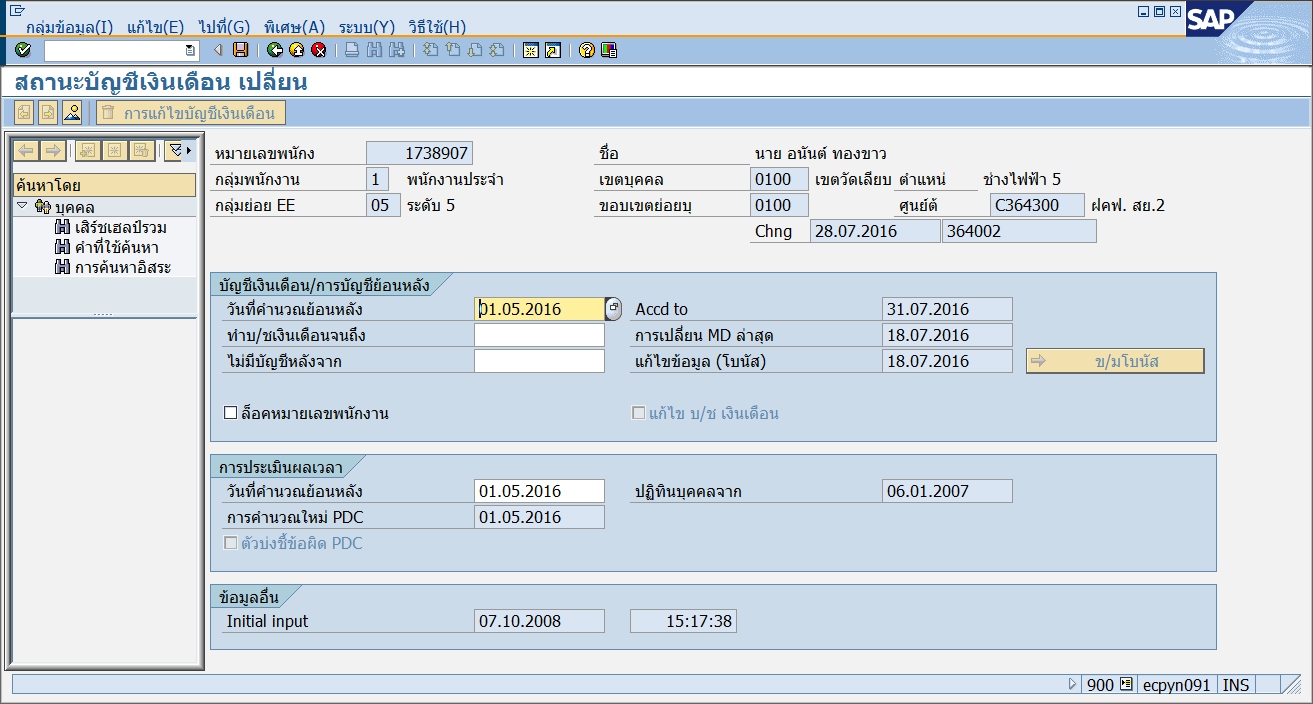 กลุ่มข้อมูล(I) แก้ไข(E) ไปที่(G) พิเศษ(A) ระบบ(Y) วิธีใช้(H)
SAP
สถานะบัญชีเงินเดือน เปลี่ยน
การแก้ไขบัญชีเงินเดือน
ค้นหาโดย
บุคคล
เสิร์ชเฮลป์รวม
คำที่ใช้ค้นหา
การค้นหาอิสระ
หมายเลขพนักง 1738907 ชื่อ นาย อนันต์ ทองขาว
กลุ่มพนักงาน 1 พนักงานประจำ เขตบุคคล 0100 เขตวัดเลียบ ตำแหน่ ช่างไฟฟ้า 5
กลุ่มย่อย EE 05 ระดับ 5 ขอบเขตย่อยบุ 0100 ศูนย์ต้ C364300 ฝคฟ. สย.2
Chng 28.07.2016 364002
บัญชีเงินเดือน/การบัญชีย้อนหลัง
วันที่คำนวณย้อนหลัง 01.05.2016 Accd to 31.07.2016
ทำบ/ชเงินเดือนจนถึง การเปลี่ยน MD ล่าสุด 18.07.2016
ไม่มีบัญชีหลังจาก แก้ไขข้อมูล (โบนัส) 18.07.2016 ข/มโบนัส
ล็อคหมายเลขพนักงาน แก้ไข บ/ช เงินเดือน
การประเมินผลเวลา
วันที่คำนวณย้อนหลัง 01.05.2016 ปฏิทินบุคคลจาก 06.01.2007
การคำนวณใหม่ PDC 01.05.2016
ตัวบ่งชี้ข้อผิด PDC
ข้อมูลอื่น
Initial input 07.10.2008 15:17:38
900 ecpyn091 INS